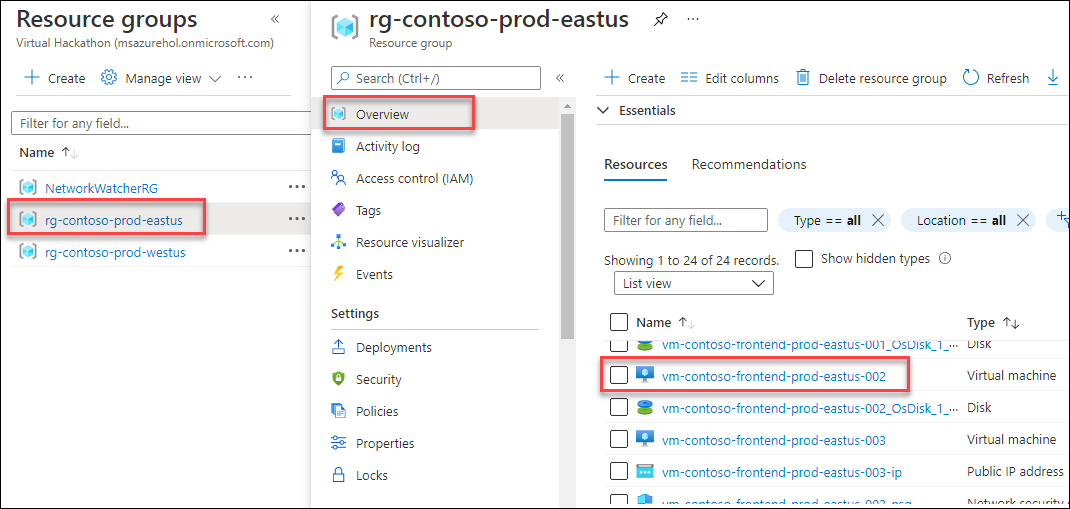 Resource groups
Virtual Hackathon (msazurehol.onmicrosoft.com)
Create Manage view
Filter for any field...
Name
NetworkWatcherRG
rg-contoso-prod-eastus
rg-contoso-prod-westus
rg-contoso-prod-eastus
Resource group
Search (Ctrl+/)
Overview
Activity log
Access control (IAM)
Tags
Resource visualizer
Events
Settings
Deployments
Security
Policies
Properties
Locks
Create Edit columns Delete resource group Refresh
Essentials
Resources Recommendations
Filter for any field... Type == all Location == all
Showing 1 to 24 of 24 records. Show hidden types
List view
Name Type
vm-contoso-frontend-prod-eastus-001_OsDisk_1_... Disk
vm-contoso-frontend-prod-eastus-002 Virtual machine
vm-contoso-frontend-prod-eastus-002_OsDisk_1_... Disk
vm-contoso-frontend-prod-eastus-003 Virtual machine
vm-contoso-frontend-prod-eastus-003-ip Public IP address